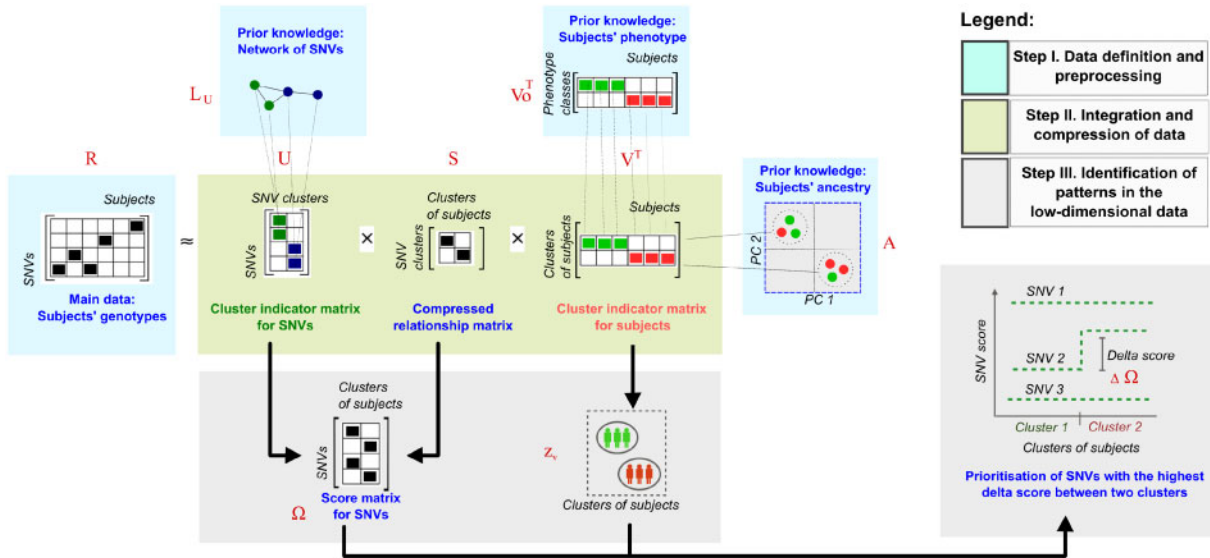 Prior knowledge:
Network of SNVs
L_U
Prior knowledge:
Subjects' phenotype
Subjects
Phenotype
classes
Vo^T
Legend:
Step I. Data definition and
preprocessing
Step II. Integration and
compression of data
Step III. Identification of
patterns in the
low-dimensional data
R
Subjects
SNVs
Main data:
Subjects' genotypes
≈
U
SNV clusters
SNVs
Cluster indicator matrix
for SNVs
×
S
Clusters
of subjects
SNV
clusters
Compressed
relationship matrix
×
V^T
Subjects
Clusters
of subjects
Cluster indicator matrix
for subjects
Prior knowledge:
Subjects' ancestry
PC 2
PC 1
A
Clusters
of subjects
SNVs
Score matrix
for SNVs
Ω
z_v
Clusters of subjects
SNV score
SNV 1
SNV 2
Delta score
Δ Ω
SNV 3
Cluster 1
Cluster 2
Clusters of subjects
Prioritisation of SNVs with the highest
delta score between two clusters